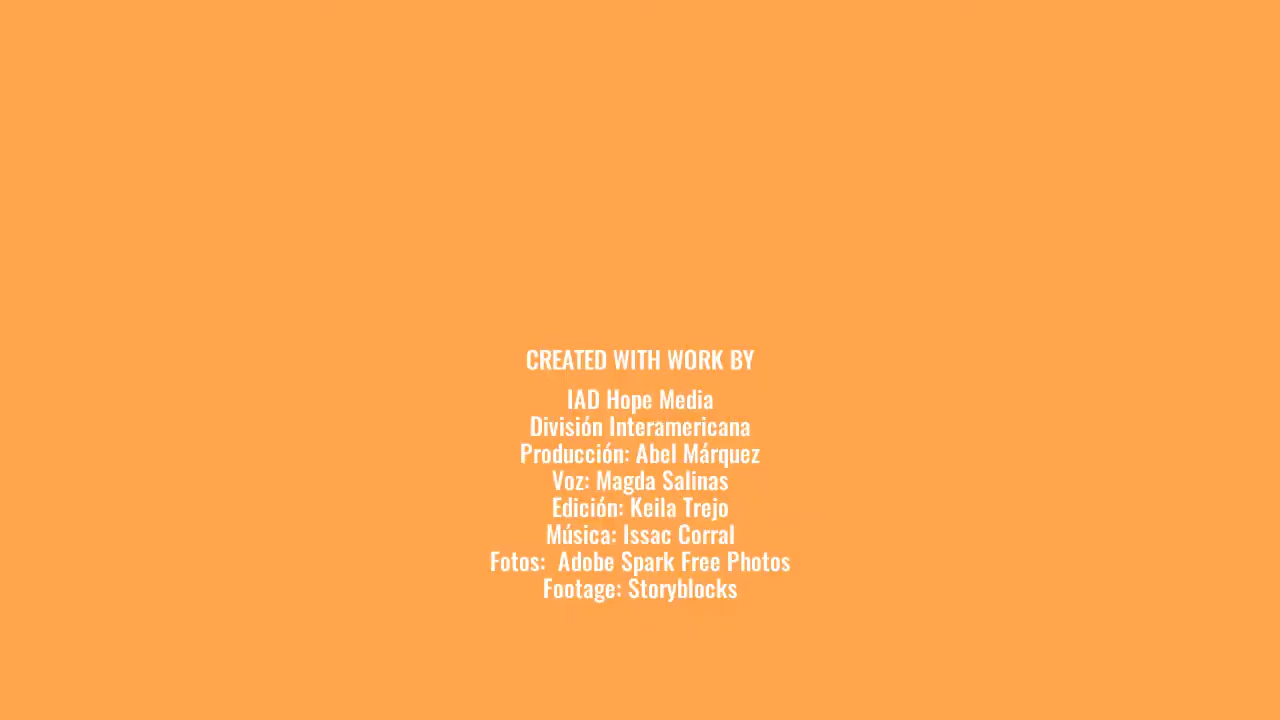 CREATED WITH WORK BY
IAD Hope Media
División Interamericana
Producción: Abel Márquez
Voz: Magda Salinas
Edición: Keila Trejo
Música: Issac Corral
Fotos:  Adobe Spark Free Photos
Footage: Storyblocks